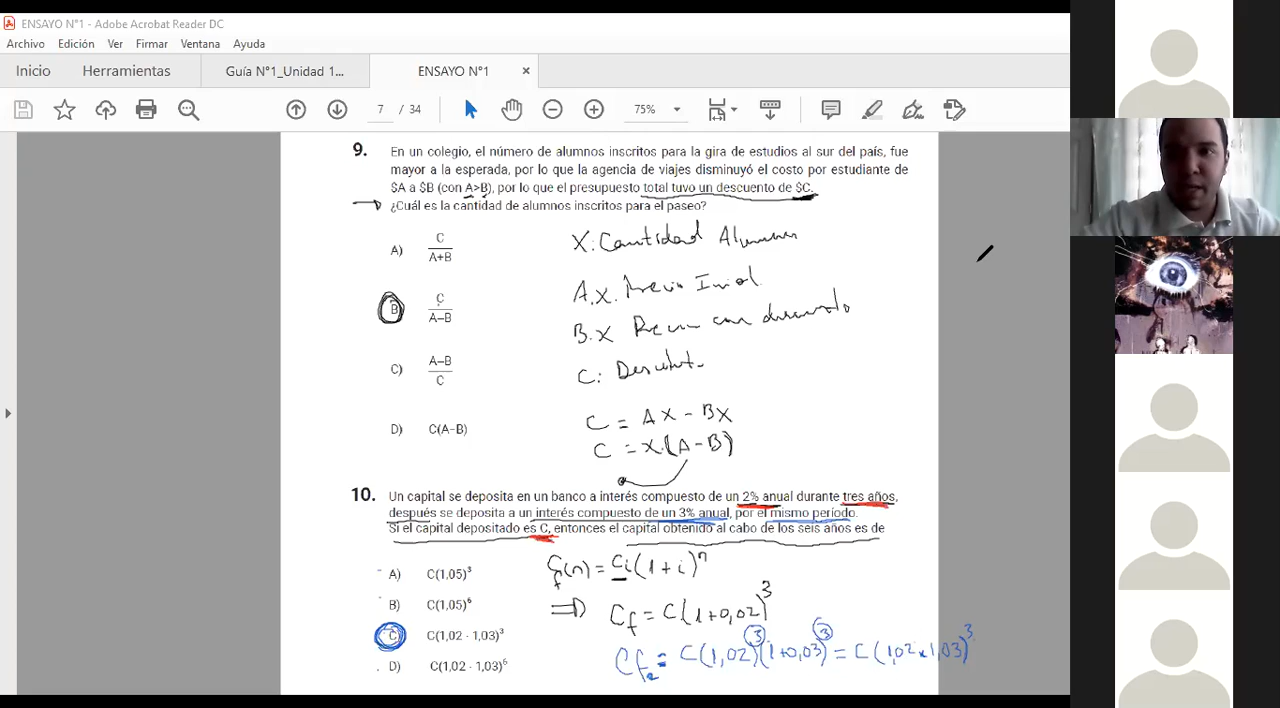 ENSAYO N°1 - Adobe Acrobat Reader DC
Archivo Edición Ver Firmar Ventana Ayuda
Inicio Herramientas Guía N°1_Unidad 1... ENSAYO N°1 ×
7 / 34 75%
9. En un colegio, el número de alumnos inscritos para la gira de estudios al sur del país, fue
mayor a la esperada, por lo que la agencia de viajes disminuyó el costo por estudiante de
$A a $B (con A>B), por lo que el presupuesto total tuvo un descuento de $C.
¿Cuál es la cantidad de alumnos inscritos para el paseo?
A) C
A+B
B) C
A–B
C) A–B
C
D) C(A–B)
X: Cantidad Alumnos
A.X.
B.X con descuento
C:
C = AX - BX
C = X.(A-B)
10. Un capital se deposita en un banco a interés compuesto de un 2% anual durante tres años,
después se deposita a un interés compuesto de un 3% anual, por el mismo período.
Si el capital depositado es C, entonces el capital obtenido al cabo de los seis años es de
A) C(1,05)³
B) C(1,05)⁶
C) C(1,02 · 1,03)³
D) C(1,02 · 1,03)⁶
Cf(n) = Ci(1+i)ⁿ
⇒ Cf = C(1+0,02)³
Cf₂ = C(1,02)³(1+0,03)³ = C(1,02×1,03)³